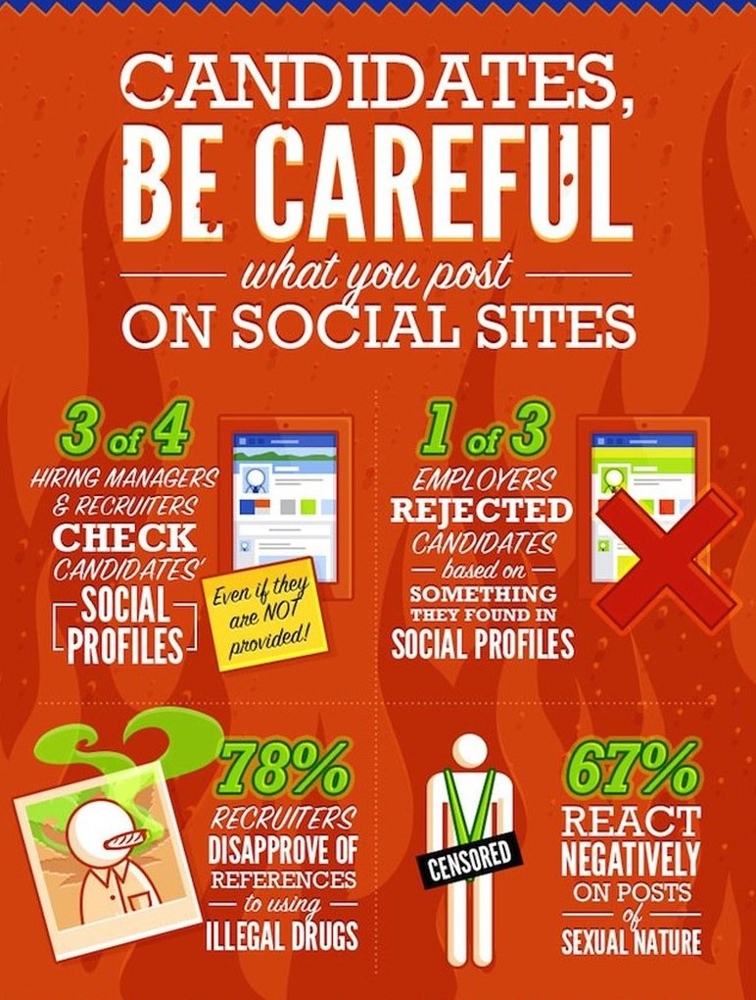 CANDIDATES,
BE CAREFUL
what you post
ON SOCIAL SITES
3 of 4
HIRING MANAGERS
& RECRUITERS
CHECK
CANDIDATES'
SOCIAL
PROFILES
Even if they
are NOT
provided!
1 of 3
EMPLOYERS
REJECTED
CANDIDATES
based on
SOMETHING
THEY FOUND IN
SOCIAL PROFILES
78%
RECRUITERS
DISAPPROVE OF
REFERENCES
to using
ILLEGAL DRUGS
CENSORED
67%
REACT
NEGATIVELY
ON POSTS
of
SEXUAL NATURE